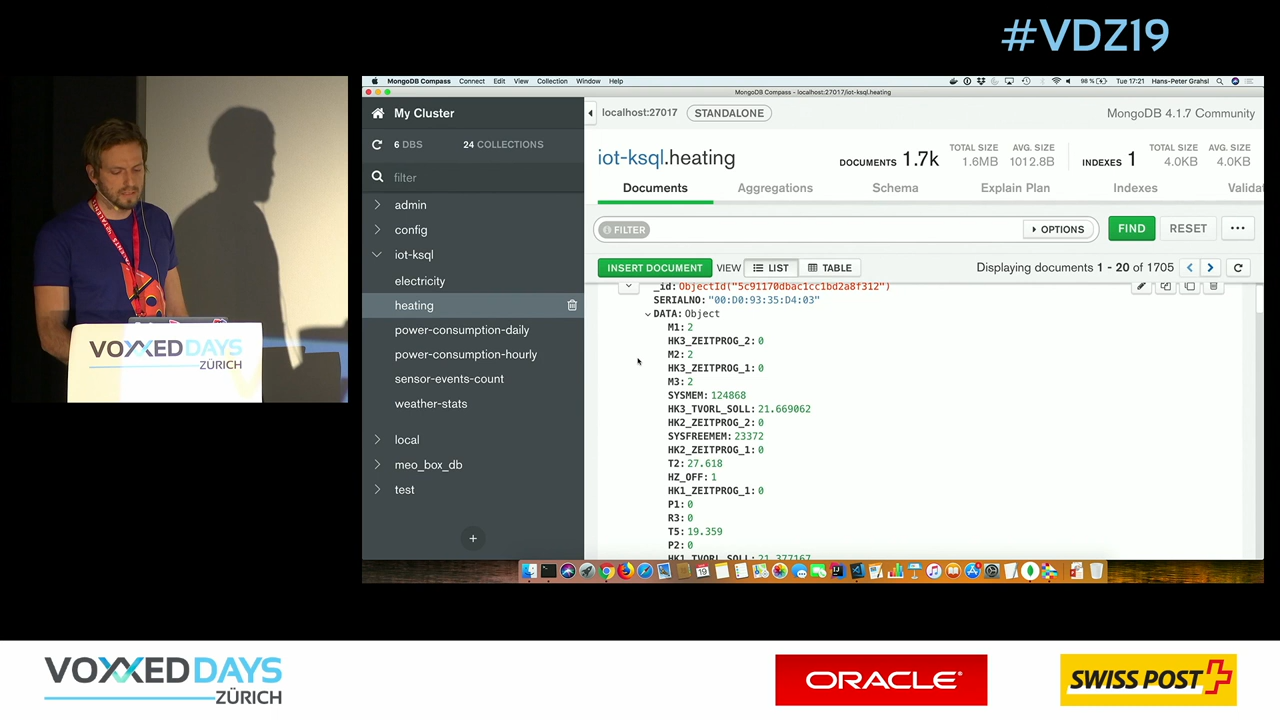 #VDZ19
MongoDB Compass Connect Edit View Collection Window Help
98 % Tue 17:21 Hans-Peter Grahsl
MongoDB Compass - localhost:27017/iot-ksql.heating
My Cluster
6 DBS 24 COLLECTIONS
filter
admin
config
iot-ksql
electricity
heating
power-consumption-daily
power-consumption-hourly
sensor-events-count
weather-stats
local
meo_box_db
test
localhost:27017 STANDALONE MongoDB 4.1.7 Community
iot-ksql.heating
DOCUMENTS 1.7k TOTAL SIZE 1.6MB AVG. SIZE 1012.8B INDEXES 1 TOTAL SIZE 4.0KB AVG. SIZE 4.0KB
Documents Aggregations Schema Explain Plan Indexes Validat
FILTER OPTIONS FIND RESET
INSERT DOCUMENT VIEW LIST TABLE Displaying documents 1 - 20 of 1705
_id: ObjectId("5c91170dbac1cc1bd2a8f312")
SERIALNO: "00:D0:93:35:D4:03"
DATA: Object
M1: 2
HK3_ZEITPROG_2: 0
M2: 2
HK3_ZEITPROG_1: 0
M3: 2
SYSMEM: 124868
HK3_TVORL_SOLL: 21.669062
HK2_ZEITPROG_2: 0
SYSFREEMEM: 23372
HK2_ZEITPROG_1: 0
T2: 27.618
HZ_OFF: 1
HK1_ZEITPROG_1: 0
P1: 0
R3: 0
T5: 19.359
P2: 0
HK1_TVORL_SOLL: 21.377167
VOXXED DAYS
ZÜRICH
VOXXED DAYS
ZÜRICH
ORACLE
SWISS POST